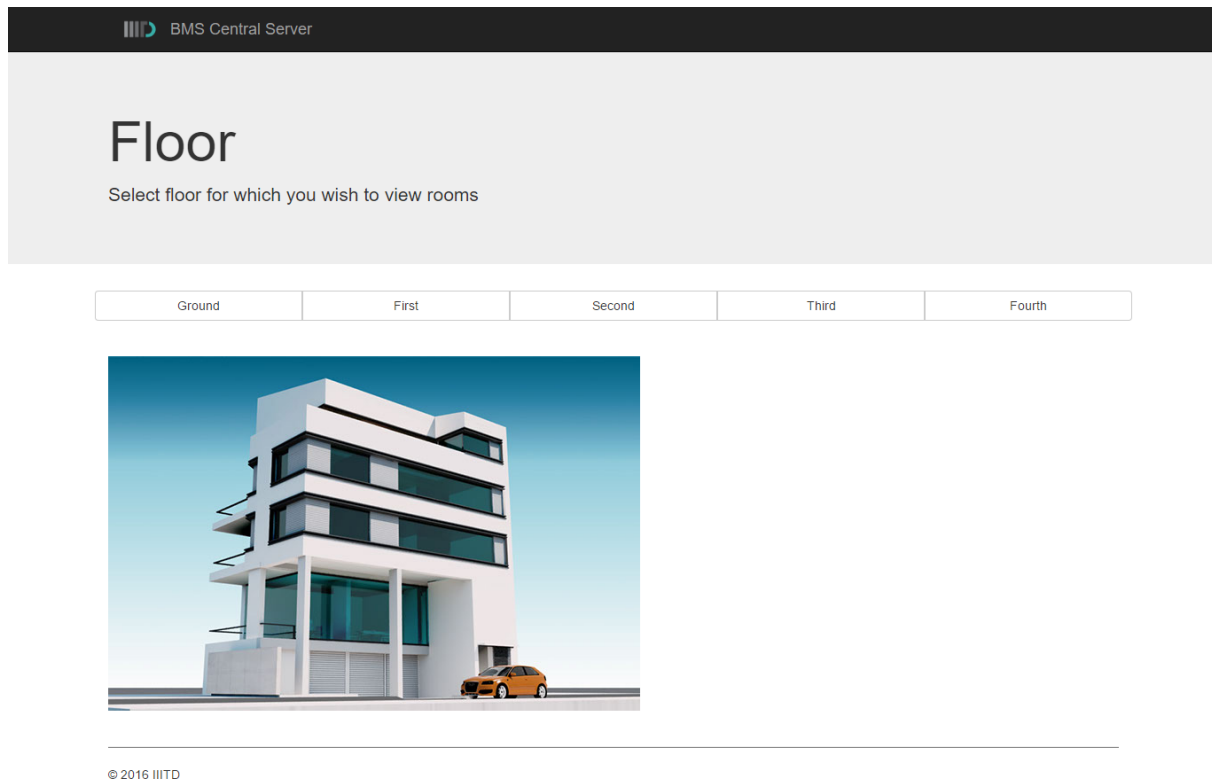 IIITD BMS Central Server
Floor
Select floor for which you wish to view rooms
Ground First Second Third Fourth
© 2016 IIITD